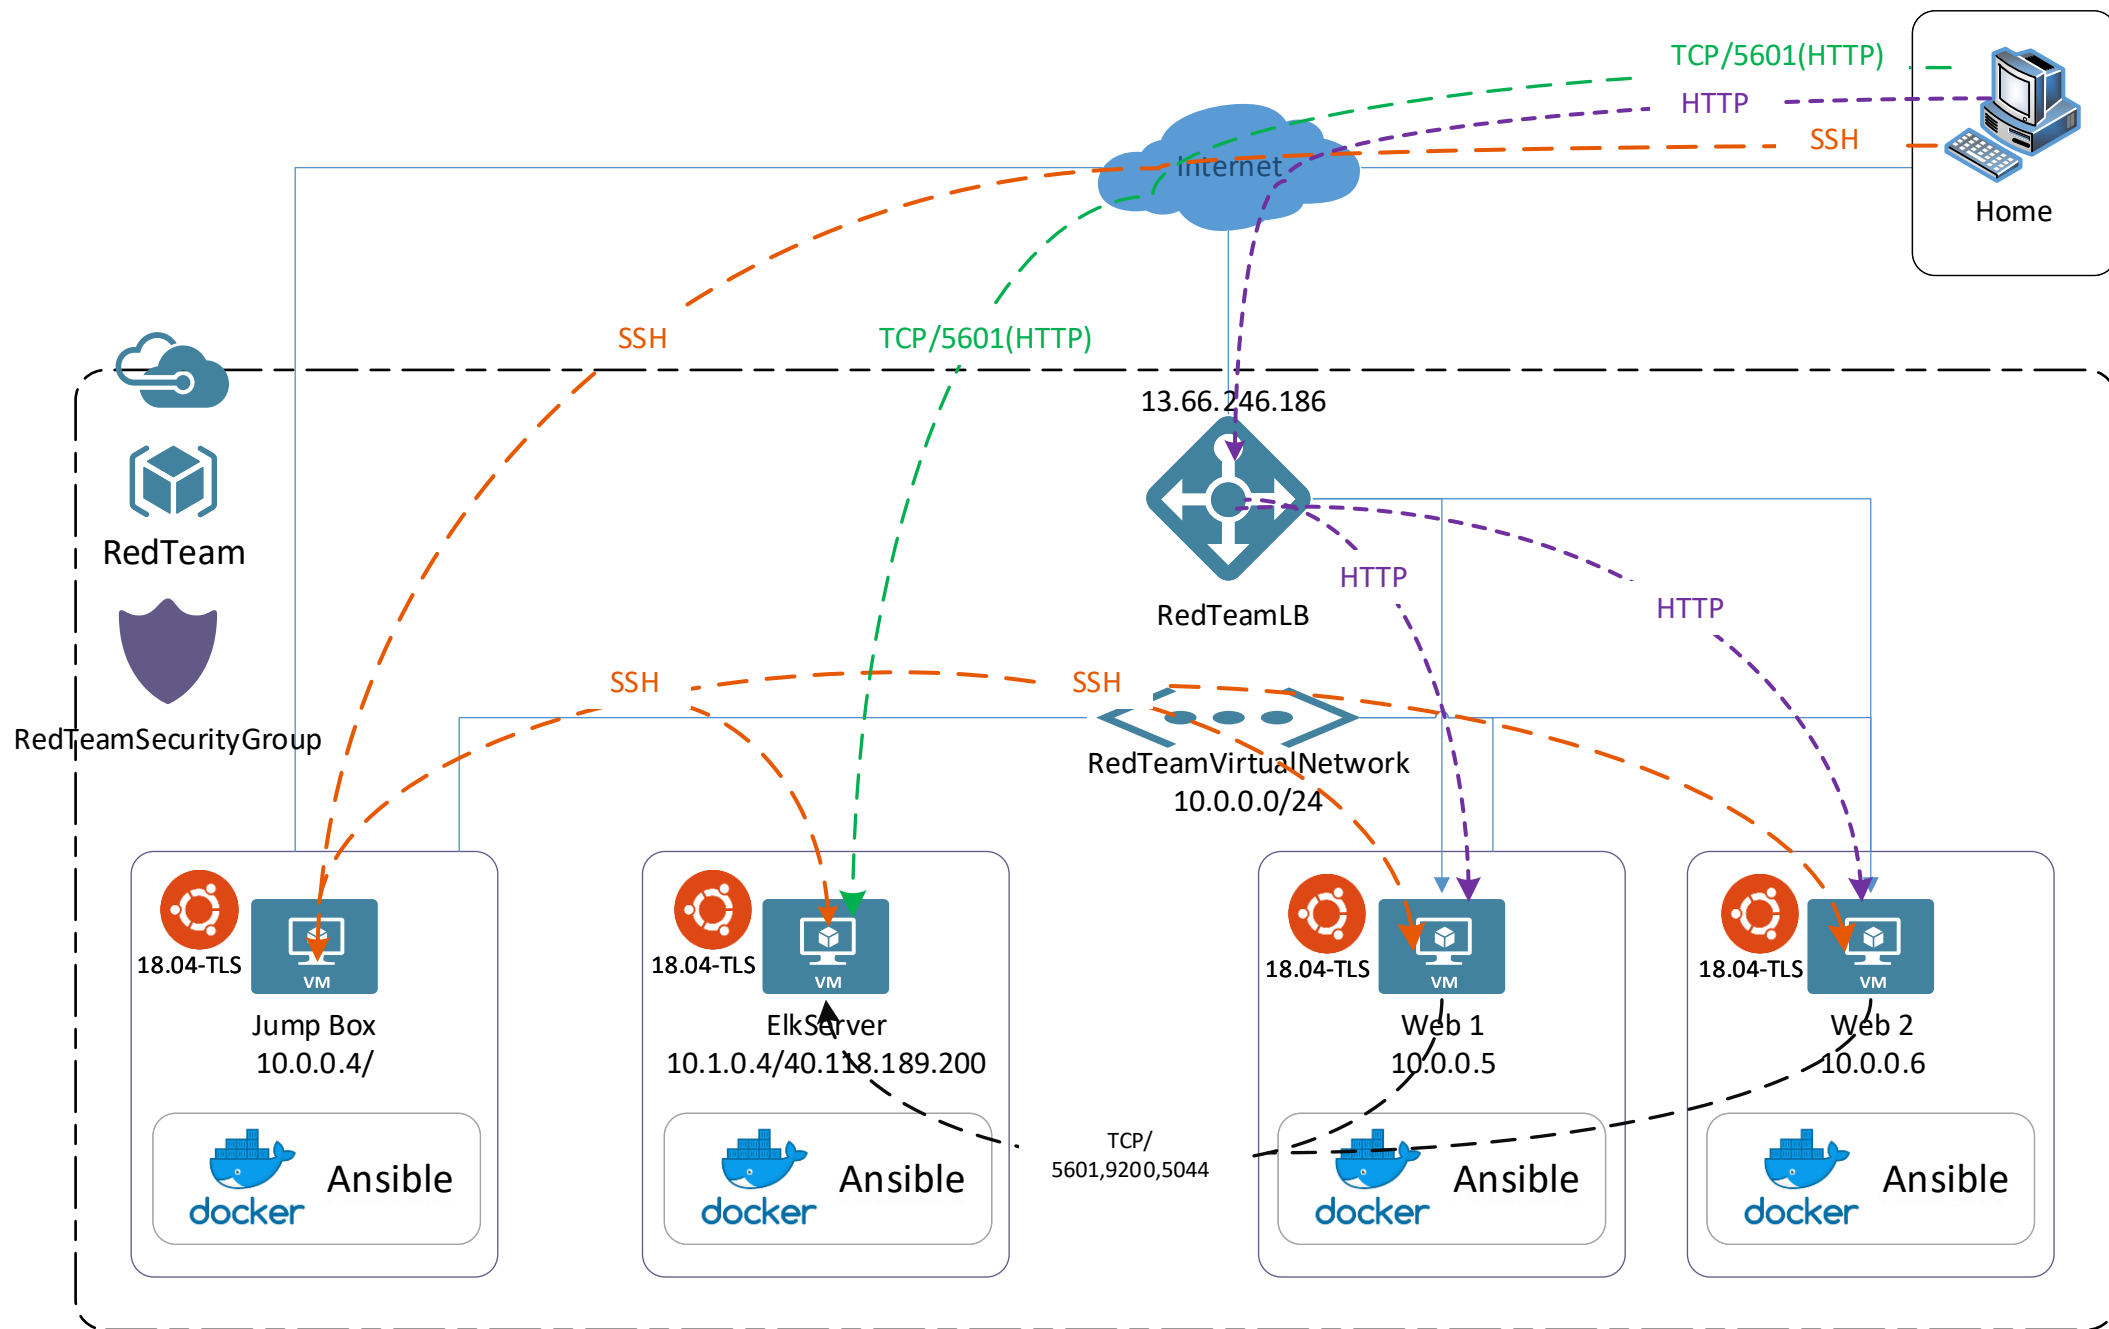 TCP/5601(HTTP)
HTTP
SSH
Internet
Home
SSH
TCP/5601(HTTP)
13.66.246.186
RedTeam
HTTP
HTTP
RedTeamLB
SSH
SSH
RedTeamSecurityGroup
RedTeamVirtualNetwork
10.0.0.0/24
18.04-TLS
VM
Jump Box
10.0.0.4/
docker
Ansible
18.04-TLS
VM
ElkServer
10.1.0.4/40.118.189.200
docker
Ansible
TCP/
5601,9200,5044
18.04-TLS
VM
Web 1
10.0.0.5
docker
Ansible
18.04-TLS
VM
Web 2
10.0.0.6
docker
Ansible